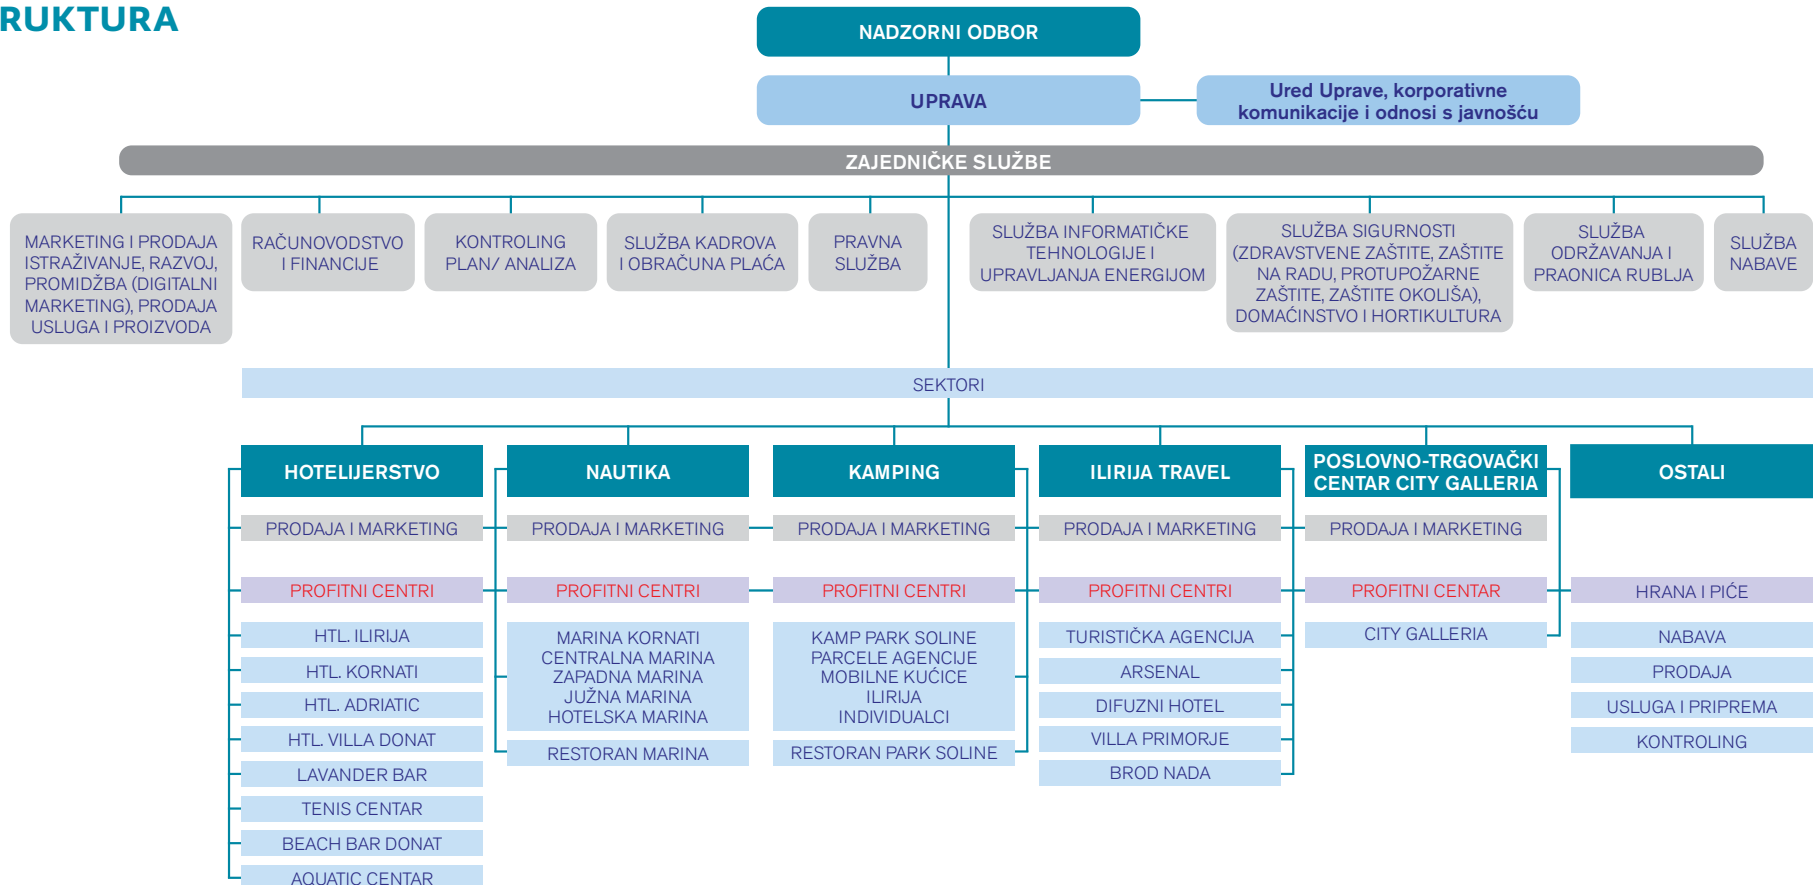 RUKTURA
NADZORNI ODBOR
UPRAVA
Ured Uprave, korporativne
komunikacije i odnosi s javnošću
ZAJEDNIČKE SLUŽBE
MARKETING I PRODAJA
ISTRAŽIVANJE, RAZVOJ,
PROMIDŽBA (DIGITALNI
MARKETING), PRODAJA
USLUGA I PROIZVODA
RAČUNOVODSTVO
I FINANCIJE
KONTROLING
PLAN/ ANALIZA
SLUŽBA KADROVA
I OBRAČUNA PLAĆA
PRAVNA
SLUŽBA
SLUŽBA INFORMATIČKE
TEHNOLOGIJE I
UPRAVLJANJA ENERGIJOM
SLUŽBA SIGURNOSTI
(ZDRAVSTVENE ZAŠTITE, ZAŠTITE
NA RADU, PROTUPOŽARNE
ZAŠTITE, ZAŠTITE OKOLIŠA),
DOMAĆINSTVO I HORTIKULTURA
SLUŽBA
ODRŽAVANJA I
PRAONICA RUBLJA
SLUŽBA
NABAVE
SEKTORI
HOTELIJERSTVO
PRODAJA I MARKETING
PROFITNI CENTRI
HTL. ILIRIJA
HTL. KORNATI
HTL. ADRIATIC
HTL. VILLA DONAT
LAVANDER BAR
TENIS CENTAR
BEACH BAR DONAT
AQUATIC CENTAR
NAUTIKA
PRODAJA I MARKETING
PROFITNI CENTRI
MARINA KORNATI
CENTRALNA MARINA
ZAPADNA MARINA
JUŽNA MARINA
HOTELSKA MARINA
RESTORAN MARINA
KAMPING
PRODAJA I MARKETING
PROFITNI CENTRI
KAMP PARK SOLINE
PARCELE AGENCIJE
MOBILNE KUĆICE
ILIRIJA
INDIVIDUALCI
RESTORAN PARK SOLINE
ILIRIJA TRAVEL
PRODAJA I MARKETING
PROFITNI CENTRI
TURISTIČKA AGENCIJA
ARSENAL
DIFUZNI HOTEL
VILLA PRIMORJE
BROD NADA
POSLOVNO-TRGOVAČKI
CENTAR CITY GALLERIA
PRODAJA I MARKETING
PROFITNI CENTAR
CITY GALLERIA
OSTALI
HRANA I PIĆE
NABAVA
PRODAJA
USLUGA I PRIPREMA
KONTROLING